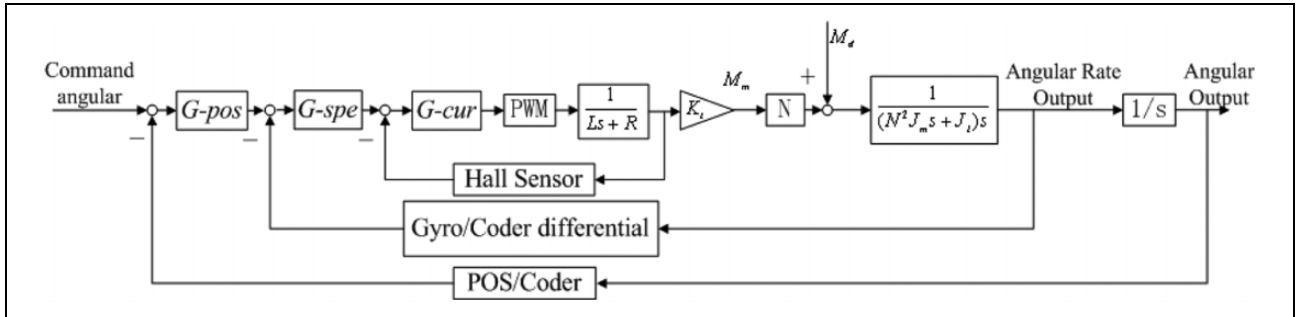 Command angular
G-pos
G-spe
G-cur
PWM
1
Ls + R
K_i
M_m
N
+
M_d
1
(N²J_m s + J_l)s
Angular Rate Output
1/s
Angular Output
−
−
−
Hall Sensor
Gyro/Coder differential
POS/Coder